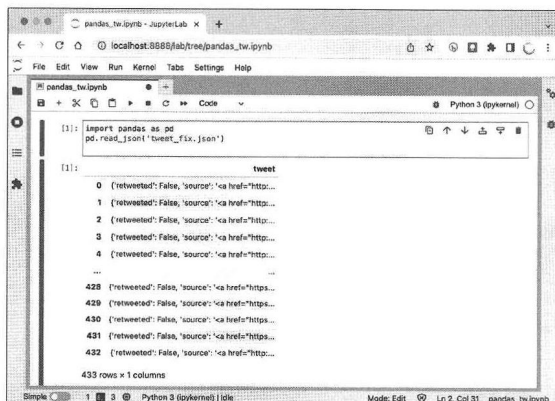 pandas_tw.ipynb - JupyterLab
localhost:8888/lab/tree/pandas_tw.ipynb
File Edit View Run Kernel Tabs Settings Help
pandas_tw.ipynb
Code
Python 3 (ipykernel)
[1]: import pandas as pd
pd.read_json('tweet_fix.json')
[1]: tweet
0 {'retweeted': False, 'source': '<a href="http:...
1 {'retweeted': False, 'source': '<a href="http:...
2 {'retweeted': False, 'source': '<a href="http:...
3 {'retweeted': False, 'source': '<a href="http:...
4 {'retweeted': False, 'source': '<a href="http:...
... ...
428 {'retweeted': False, 'source': '<a href="https...
429 {'retweeted': False, 'source': '<a href="https...
430 {'retweeted': False, 'source': '<a href="https...
431 {'retweeted': False, 'source': '<a href="https...
432 {'retweeted': False, 'source': '<a href="http:...
433 rows × 1 columns
Simple 1 3 Python 3 (ipykernel) | Idle Mode: Edit Ln 2, Col 31 pandas_tw.ipynb